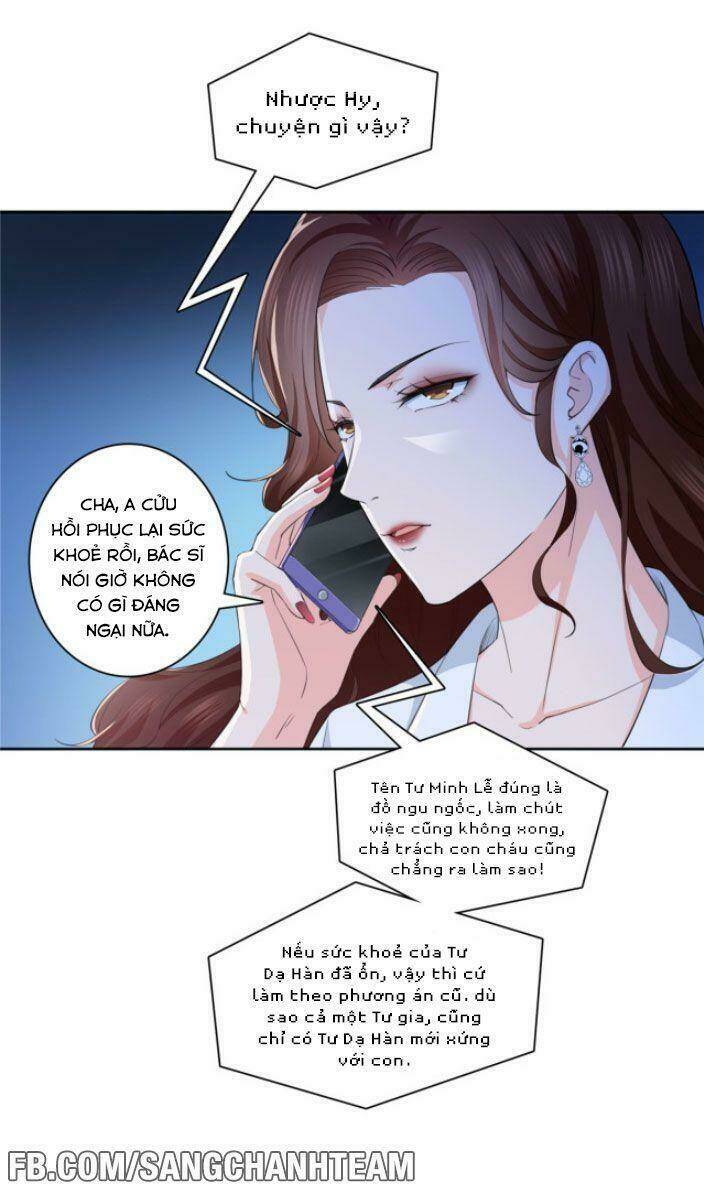 Nhược Hy,
chuyện gì vậy?
CHA, A CỬU
HỒI PHỤC LẠI SỨC
KHOẺ RỒI, BÁC SĨ
NÓI GIỜ KHÔNG
CÓ GÌ ĐÁNG
NGẠI NỮA.
Tên Tư Minh Lễ đúng là
đồ ngu ngốc, làm chút
việc cũng không xong,
chả trách con cháu cũng
chẳng ra làm sao!
Nếu sức khoẻ của Tư
Dạ Hàn đã ổn, vậy thì cứ
làm theo phương án cũ. dù
sao cả một Tư gia, cũng
chỉ có Tư Dạ Hàn mới xứng
với con.
FB.COM/SANGCHANHTEAM